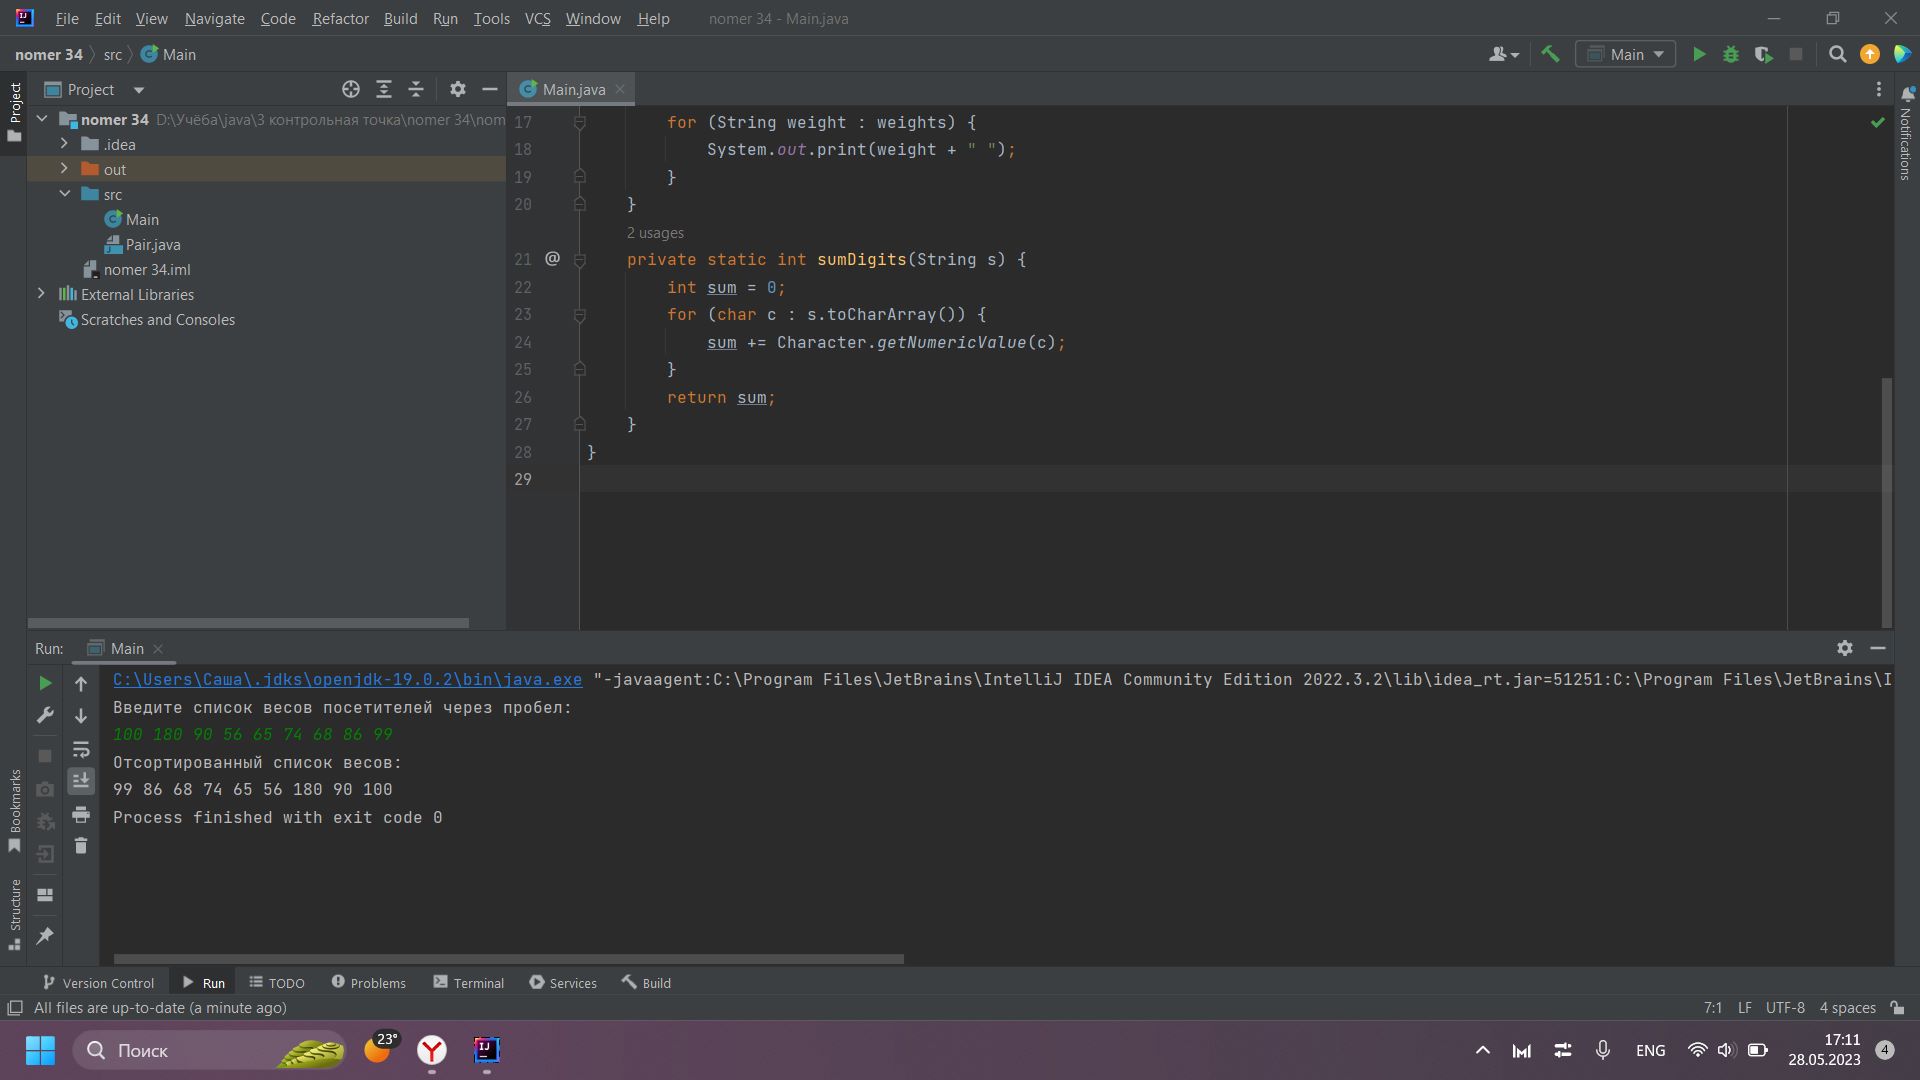 File Edit View Navigate Code Refactor Build Run Tools VCS Window Help nomer 34 - Main.java
nomer 34 src Main
Main
Project
Main.java
Project
Notifications
nomer 34 D:\Учёба\java\3 контрольная точка\nomer 34\nom
.idea
out
src
Main
Pair.java
nomer 34.iml
External Libraries
Scratches and Consoles
17 for (String weight : weights) {
18 System.out.print(weight + " ");
19 }
20 }
2 usages
21 @ private static int sumDigits(String s) {
22 int sum = 0;
23 for (char c : s.toCharArray()) {
24 sum += Character.getNumericValue(c);
25 }
26 return sum;
27 }
28 }
29
Run: Main
C:\Users\Саша\.jdks\openjdk-19.0.2\bin\java.exe "-javaagent:C:\Program Files\JetBrains\IntelliJ IDEA Community Edition 2022.3.2\lib\idea_rt.jar=51251:C:\Program Files\JetBrains\I
Введите список весов посетителей через пробел:
100 180 90 56 65 74 68 86 99
Отсортированный список весов:
99 86 68 74 65 56 180 90 100
Process finished with exit code 0
Bookmarks
Structure
Version Control Run TODO Problems Terminal Services Build
All files are up-to-date (a minute ago) 7:1 LF UTF-8 4 spaces
Поиск 23° ENG 17:11
28.05.2023 4